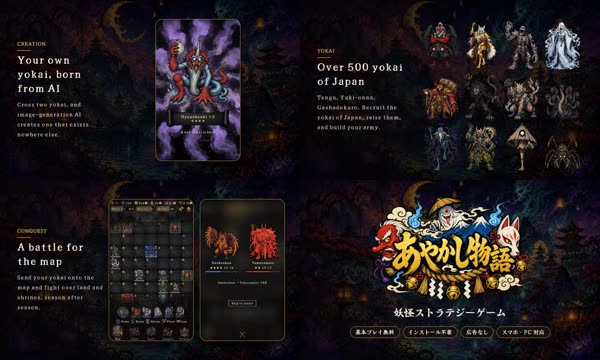 CREATION
Your own
yokai, born
from AI
Cross two yokai, and
image-generation AI
creates one that exists
nowhere else.
YOKAI
Over 500 yokai
of Japan
Tengu, Yuki-onna,
Gashadokuro. Recruit the
yokai of Japan, raise them,
and build your army.
CONQUEST
A battle for
the map
Send your yokai onto the
map and fight over land and
shrines, season after
season.
あやかし物語
妖怪ストラテジーゲーム
基本プレイ無料
インストール不要
広告なし
スマホ・PC 対応